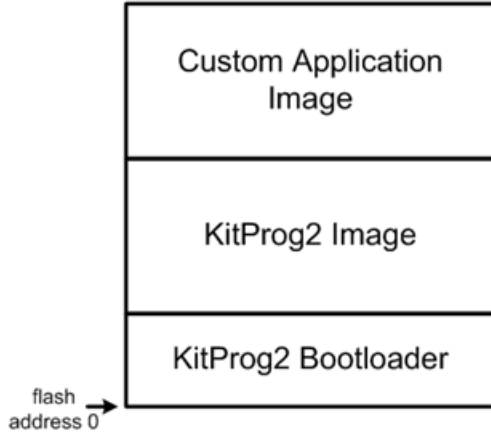 Custom Application
Image
KitProg2 Image
KitProg2 Bootloader
flash
address 0